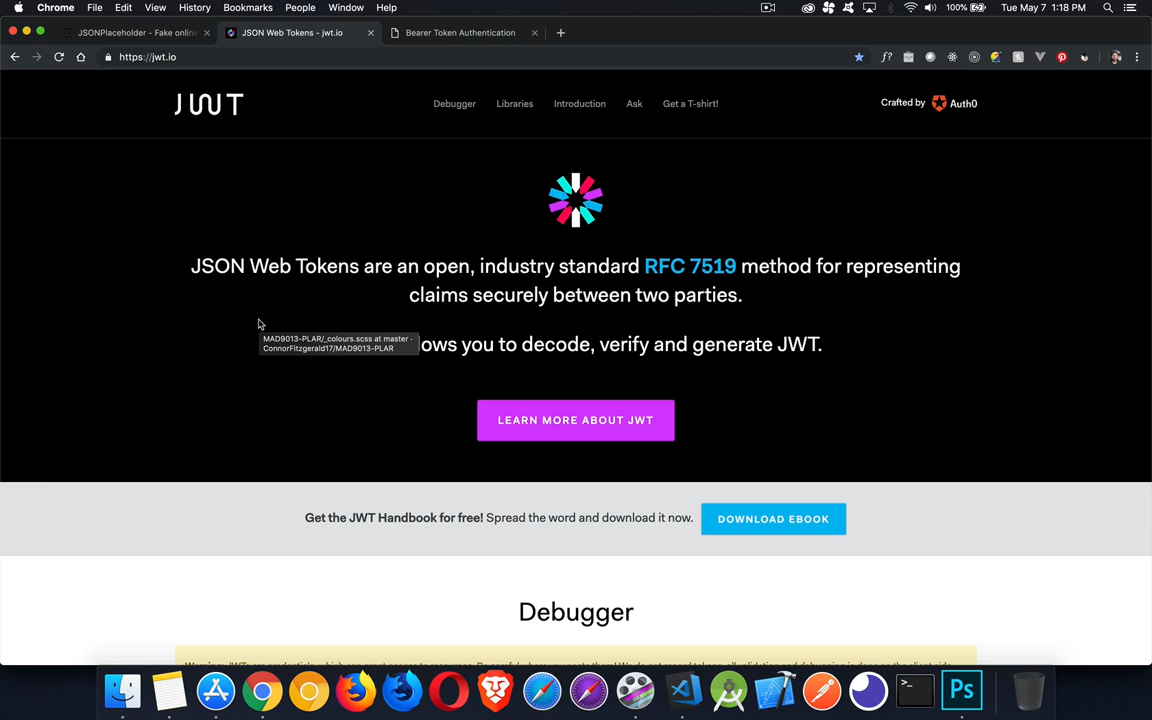 Chrome File Edit View History Bookmarks People Window Help 100% Tue May 7 1:18 PM
JSONPlaceholder - Fake online JSON Web Tokens - jwt.io Bearer Token Authentication
https://jwt.io
JWT Debugger Libraries Introduction Ask Get a T-shirt! Crafted by Auth0
JSON Web Tokens are an open, industry standard RFC 7519 method for representing
claims securely between two parties.
MAD9013-PLAR/_colours.scss at master ·
ConnorFitzgerald17/MAD9013-PLAR
ows you to decode, verify and generate JWT.
LEARN MORE ABOUT JWT
Get the JWT Handbook for free! Spread the word and download it now. DOWNLOAD EBOOK
Debugger
Ps